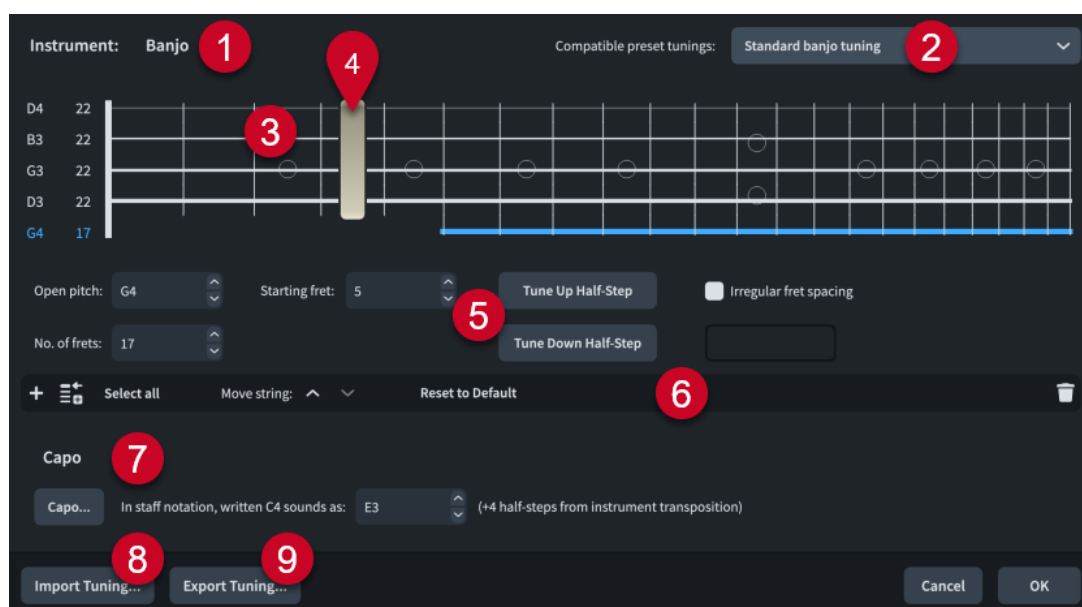 Instrument: Banjo 1 Compatible preset tunings: Standard banjo tuning 2
4
D4 22
3
B3 22
G3 22
D3 22
G4 17
Open pitch: G4 Starting fret: 5 Tune Up Half-Step Irregular fret spacing
5
No. of frets: 17 Tune Down Half-Step
+ Select all Move string: Reset to Default 6
Capo 7
Capo... In staff notation, written C4 sounds as: E3 (+4 half-steps from instrument transposition)
8 9
Import Tuning... Export Tuning... Cancel OK